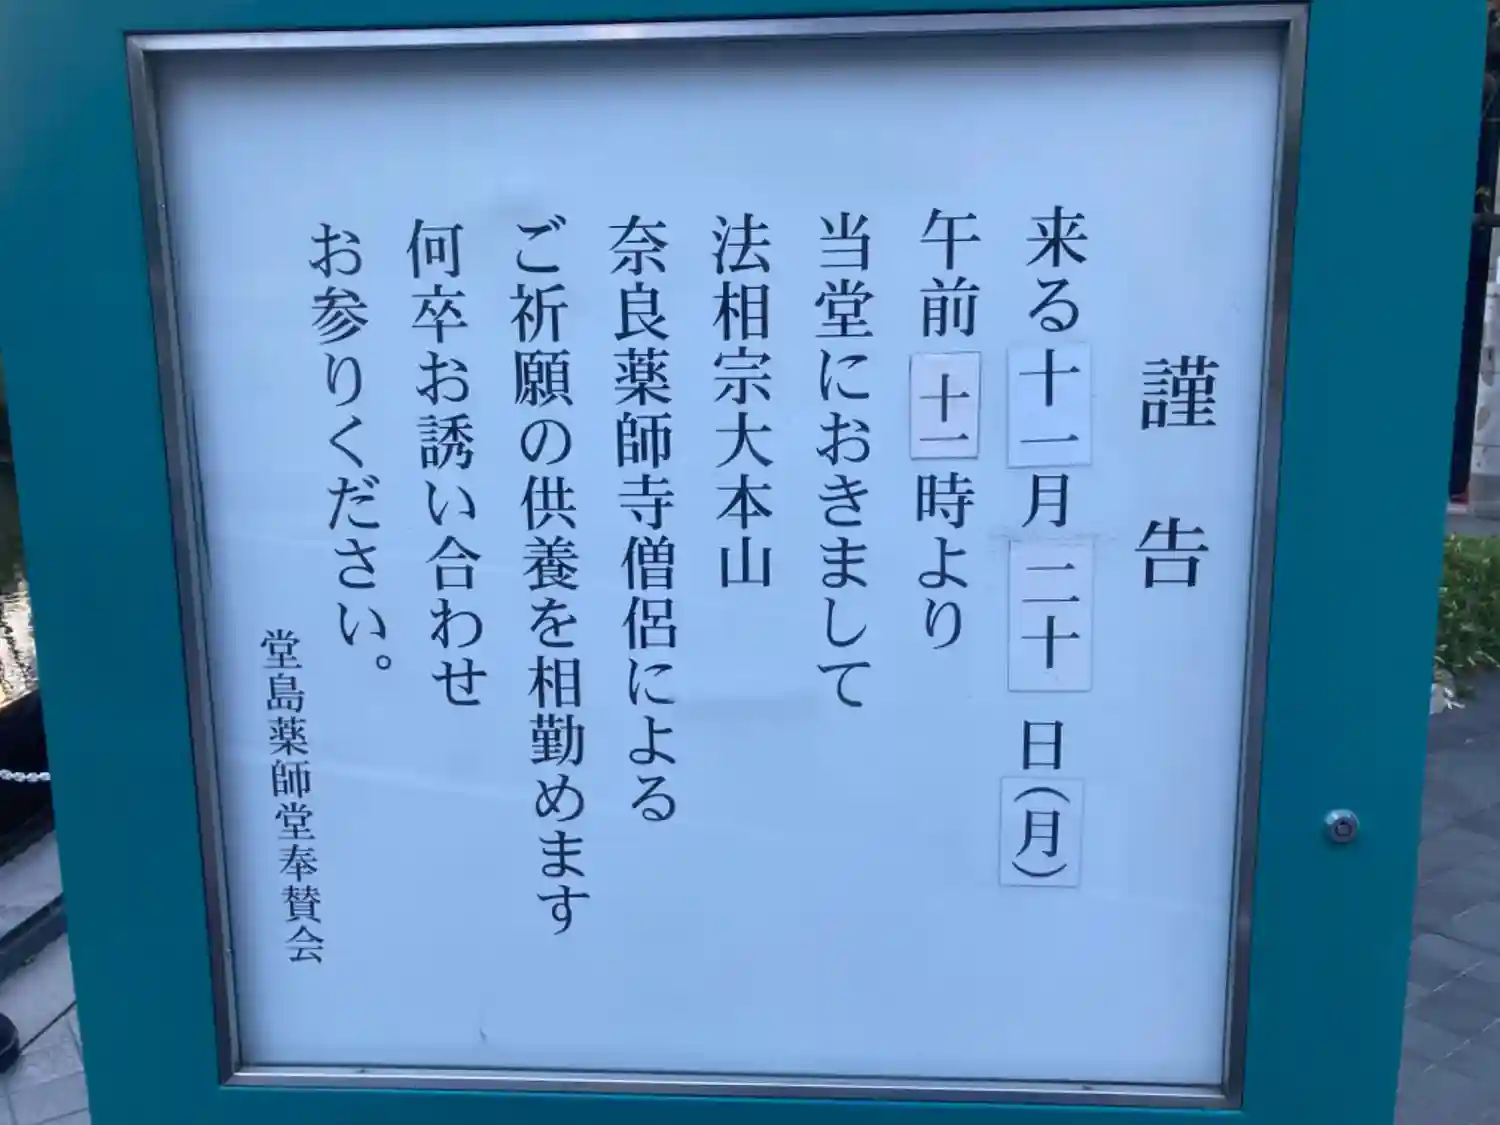 謹告
来る十一月二十日(月)
午前十一時より
当堂におきまして
法相宗大本山
奈良薬師寺僧侶による
ご祈願の供養を相勤めます
何卒お誘い合わせ
お参りください。
堂島薬師堂奉賛会